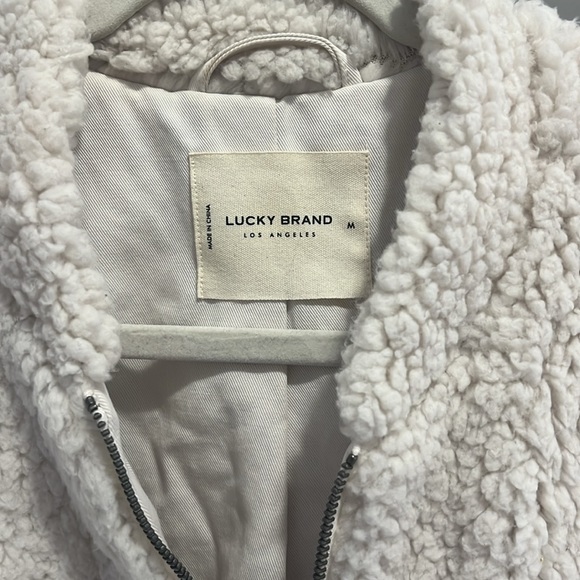 MADE IN CHINA
LUCKY BRAND
LOS ANGELES
M